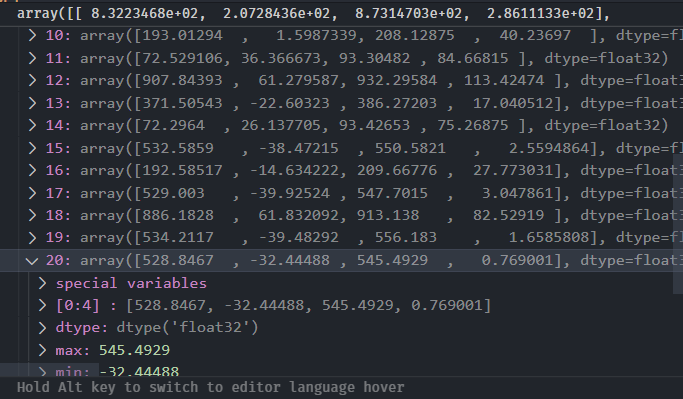 array([[ 8.3223468e+02,  2.0728436e+02,  8.7314703e+02,  2.8611133e+02],
10: array([193.01294  ,   1.5987339, 208.12875  ,  40.23697  ], dtype=float
11: array([72.529106, 36.366673, 93.30482 , 84.66815 ], dtype=float32)
12: array([907.84393 ,  61.279587, 932.29584 , 113.42474 ], dtype=float3
13: array([371.50543 , -22.60323 , 386.27203 ,  17.040512], dtype=float3
14: array([72.2964  , 26.137705, 93.42653 , 75.26875 ], dtype=float32)
15: array([532.5859   , -38.47215  , 550.5821   ,   2.5594864], dtype=float
16: array([192.58517 , -14.634222, 209.66776 ,  27.773031], dtype=float3
17: array([529.003   , -39.92524 , 547.7015  ,   3.047861], dtype=float3
18: array([886.1828  ,  61.832092, 913.138   ,  82.52919 ], dtype=float3
19: array([534.2117   , -39.48292  , 556.183    ,   1.6585808], dtype=float
20: array([528.8467  , -32.44488 , 545.4929  ,   0.769001], dtype=float3
special variables
[0:4] : [528.8467, -32.44488, 545.4929, 0.769001]
dtype: dtype('float32')
max: 545.4929
min: -32.44488
Hold Alt key to switch to editor language hover